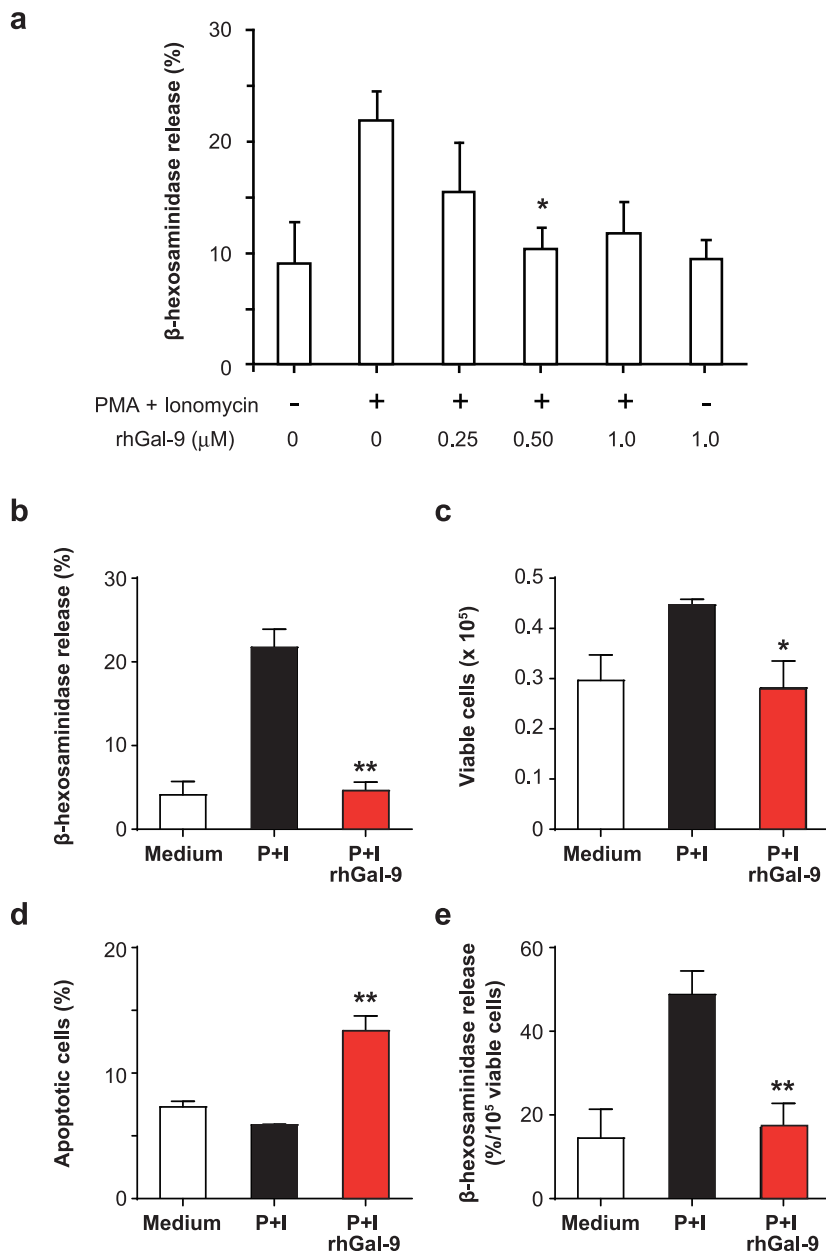 a
β-hexosaminidase release (%)
30
20
10
0
*
PMA + Ionomycin - + + + + -
rhGal-9 (μM) 0 0 0.25 0.50 1.0 1.0
b
β-hexosaminidase release (%)
30
20
10
0
**
Medium P+I P+I
rhGal-9
c
Viable cells (x 10⁵)
0.5
0.4
0.3
0.2
0.1
0
*
Medium P+I P+I
rhGal-9
d
Apoptotic cells (%)
20
15
10
5
0
**
Medium P+I P+I
rhGal-9
e
β-hexosaminidase release
(%/10⁵ viable cells)
60
40
20
0
**
Medium P+I P+I
rhGal-9